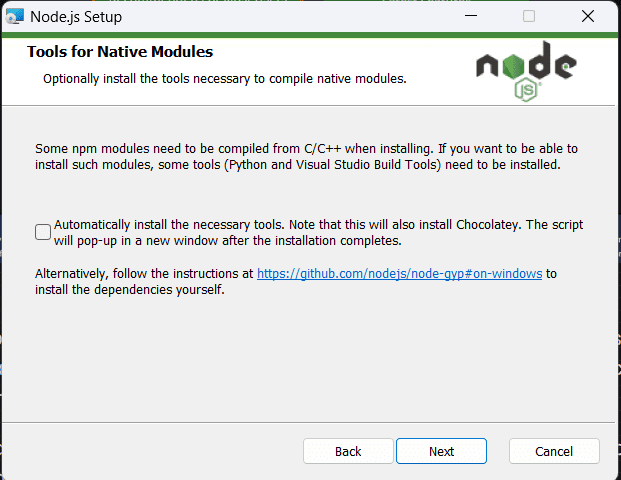 Node.js Setup
Tools for Native Modules
Optionally install the tools necessary to compile native modules.
node
JS
Some npm modules need to be compiled from C/C++ when installing. If you want to be able to
install such modules, some tools (Python and Visual Studio Build Tools) need to be installed.
Automatically install the necessary tools. Note that this will also install Chocolatey. The script
will pop-up in a new window after the installation completes.
Alternatively, follow the instructions at https://github.com/nodejs/node-gyp#on-windows to
install the dependencies yourself.
Back
Next
Cancel